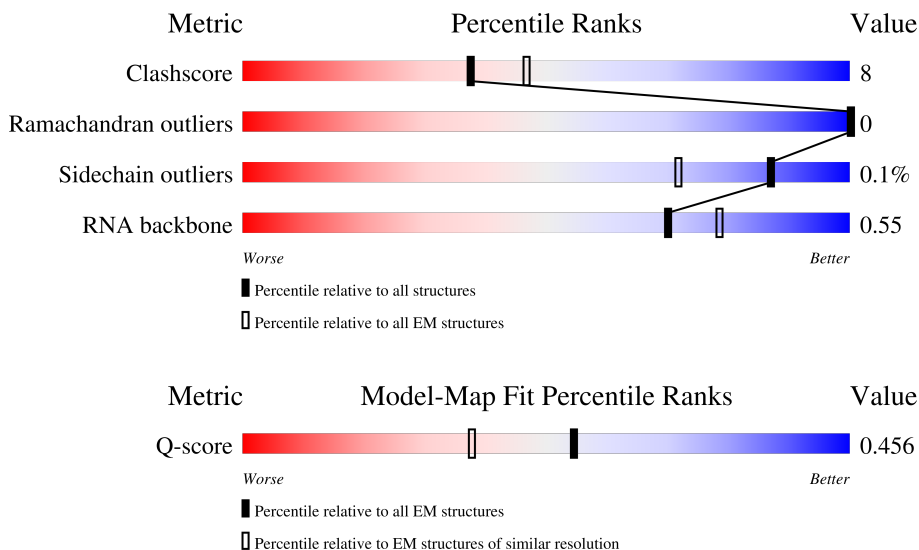 Metric Percentile Ranks Value
Clashscore 8
Ramachandran outliers 0
Sidechain outliers 0.1%
RNA backbone 0.55
Worse Better
Percentile relative to all structures
Percentile relative to all EM structures
Metric Model-Map Fit Percentile Ranks Value
Q-score 0.456
Worse Better
Percentile relative to all EM structures
Percentile relative to EM structures of similar resolution